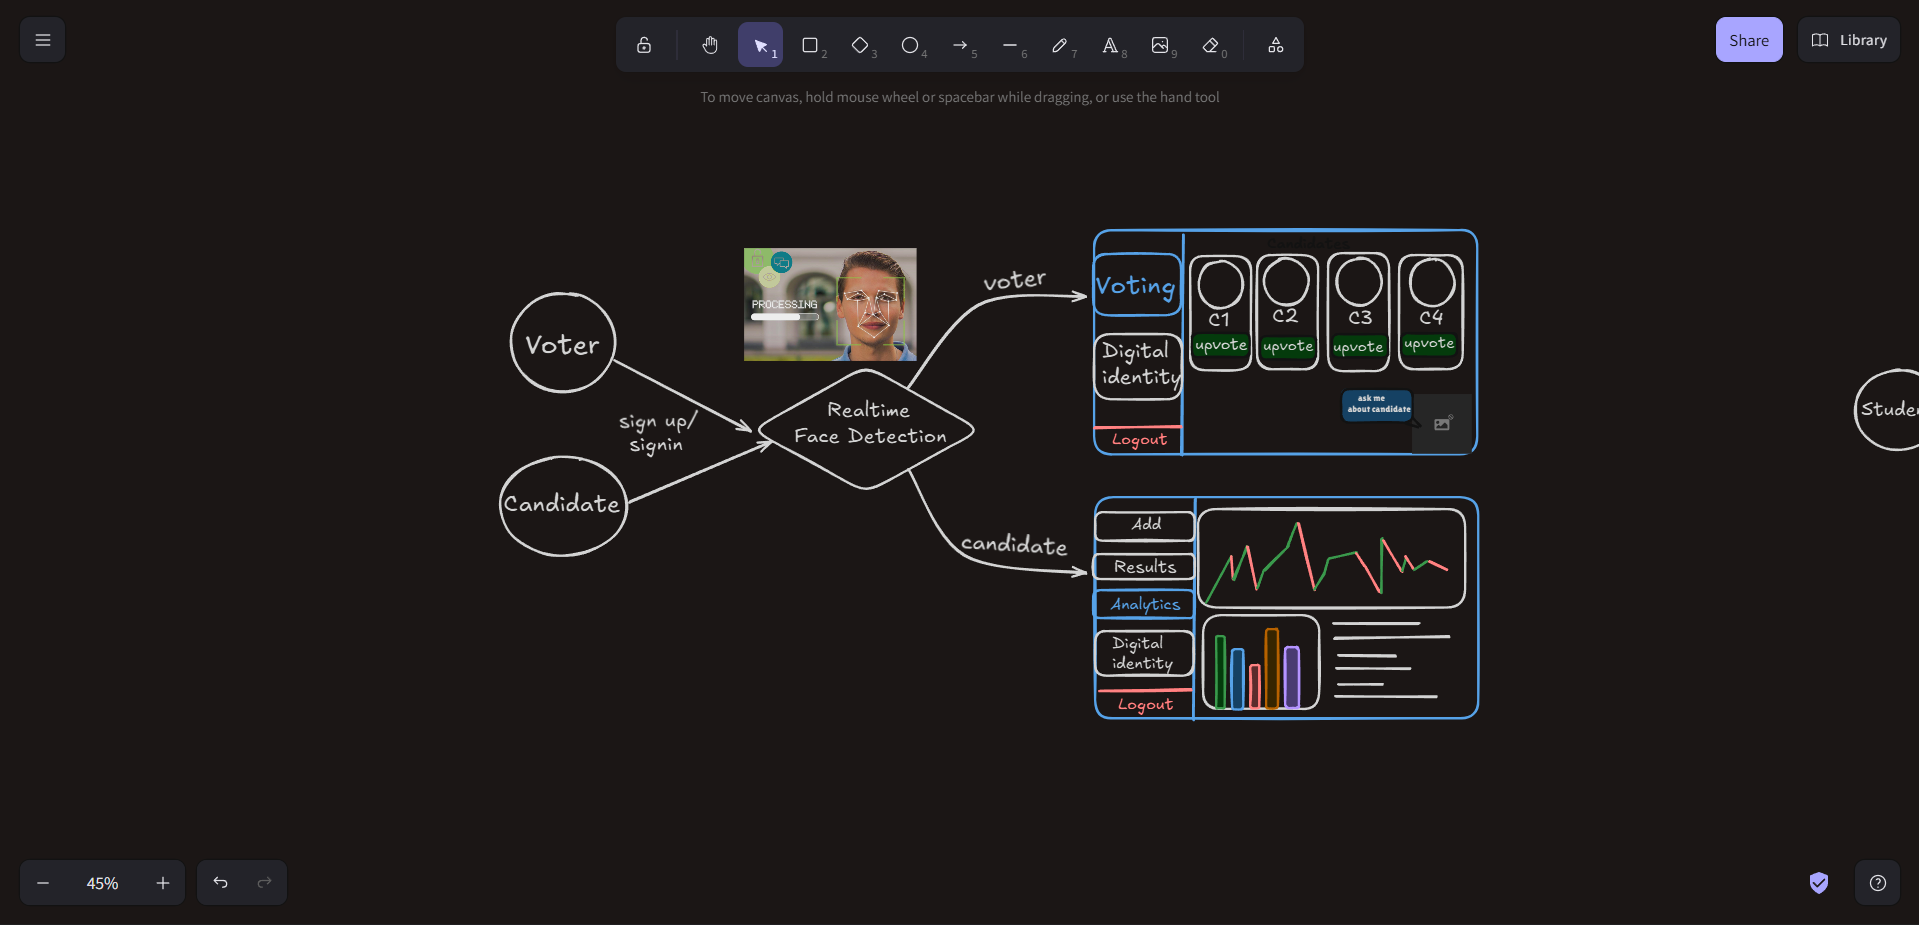 1
2
3
4
5
6
7
8
9
0
Share
Library
To move canvas, hold mouse wheel or spacebar while dragging, or use the hand tool
Voter
sign up/
signin
Candidate
PROCESSING
Realtime
Face Detection
voter
candidate
Candidates
Voting
Digital
identity
Logout
C1
upvote
C2
upvote
C3
upvote
C4
upvote
ask me
about candidate
Add
Results
Analytics
Digital
identity
Logout
45%